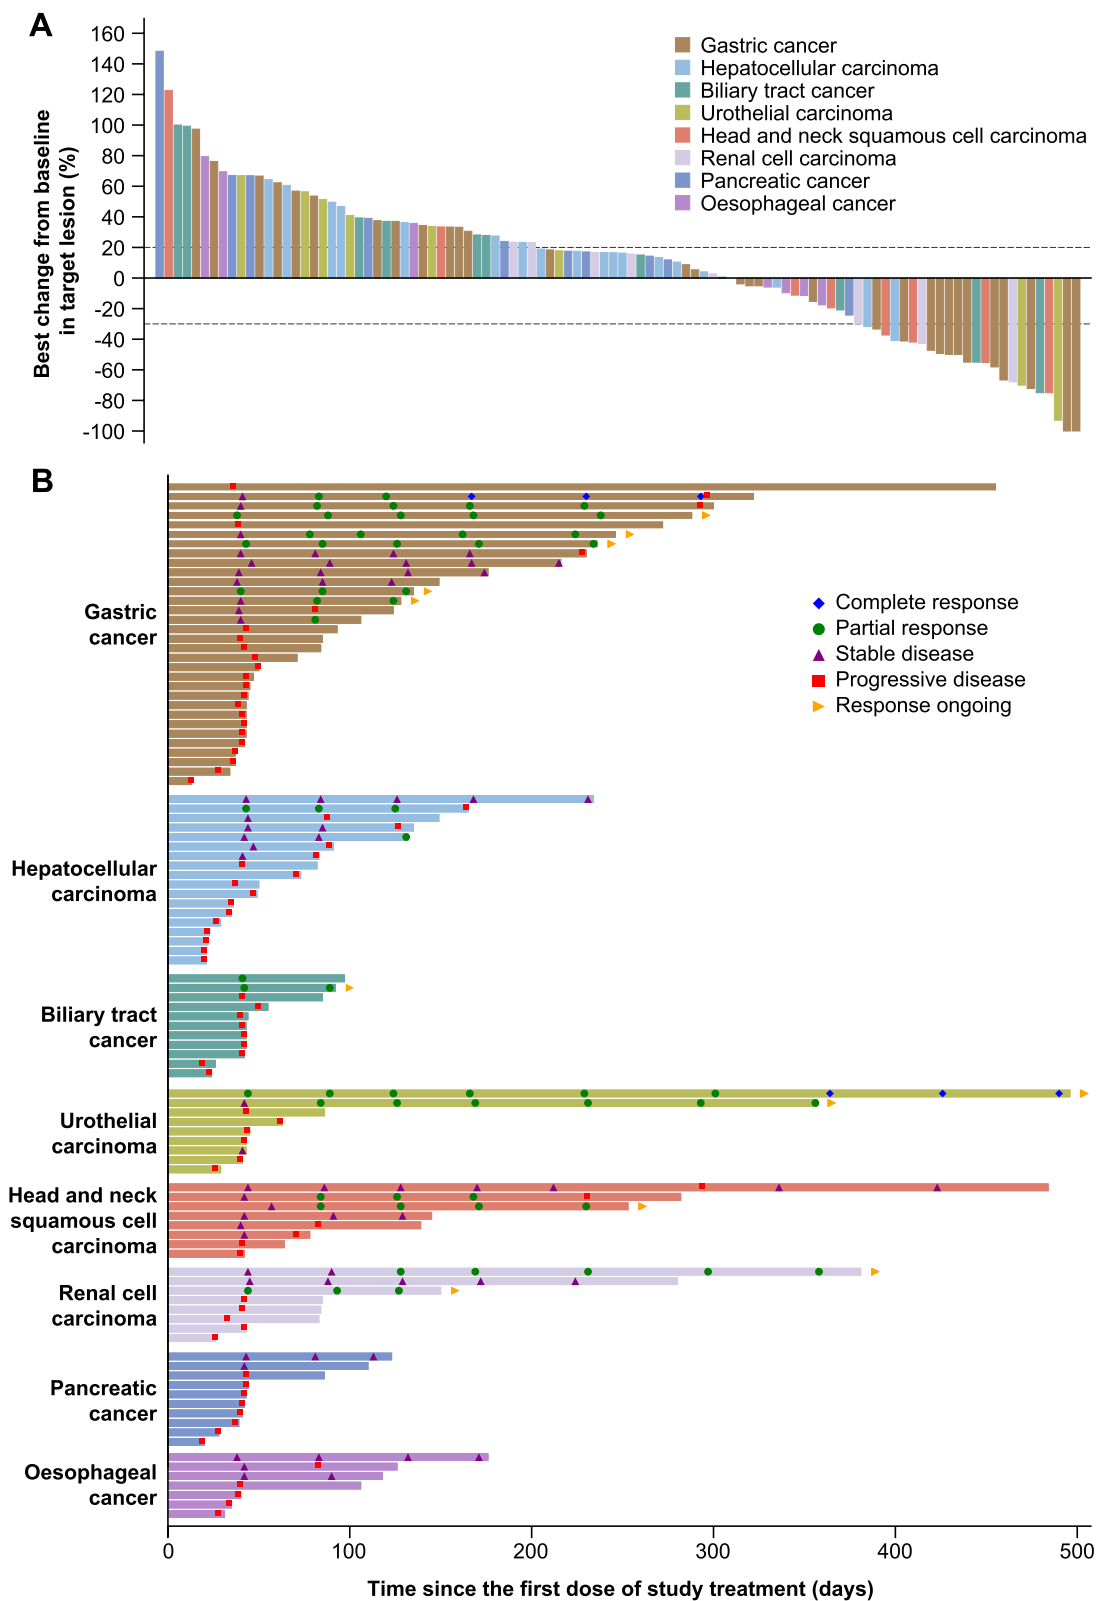 A
Best change from baseline
in target lesion (%)
160
140
120
100
80
60
40
20
0
-20
-40
-60
-80
-100
Gastric cancer
Hepatocellular carcinoma
Biliary tract cancer
Urothelial carcinoma
Head and neck squamous cell carcinoma
Renal cell carcinoma
Pancreatic cancer
Oesophageal cancer
B
Gastric
cancer
Hepatocellular
carcinoma
Biliary tract
cancer
Urothelial
carcinoma
Head and neck
squamous cell
carcinoma
Renal cell
carcinoma
Pancreatic
cancer
Oesophageal
cancer
Complete response
Partial response
Stable disease
Progressive disease
Response ongoing
0 100 200 300 400 500
Time since the first dose of study treatment (days)